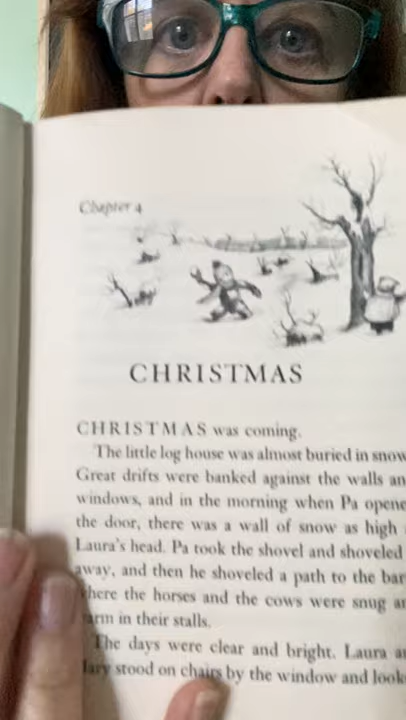 Chapter 4
CHRISTMAS
CHRISTMAS was coming.
The little log house was almost buried in snow
Great drifts were banked against the walls an
windows, and in the morning when Pa opene
the door, there was a wall of snow as high
Laura's head. Pa took the shovel and shoveled
away, and then he shoveled a path to the bar
here the horses and the cows were snug a
arm in their stalls.
The days were clear and bright. Laura a
lary stood on chairs by the window and look